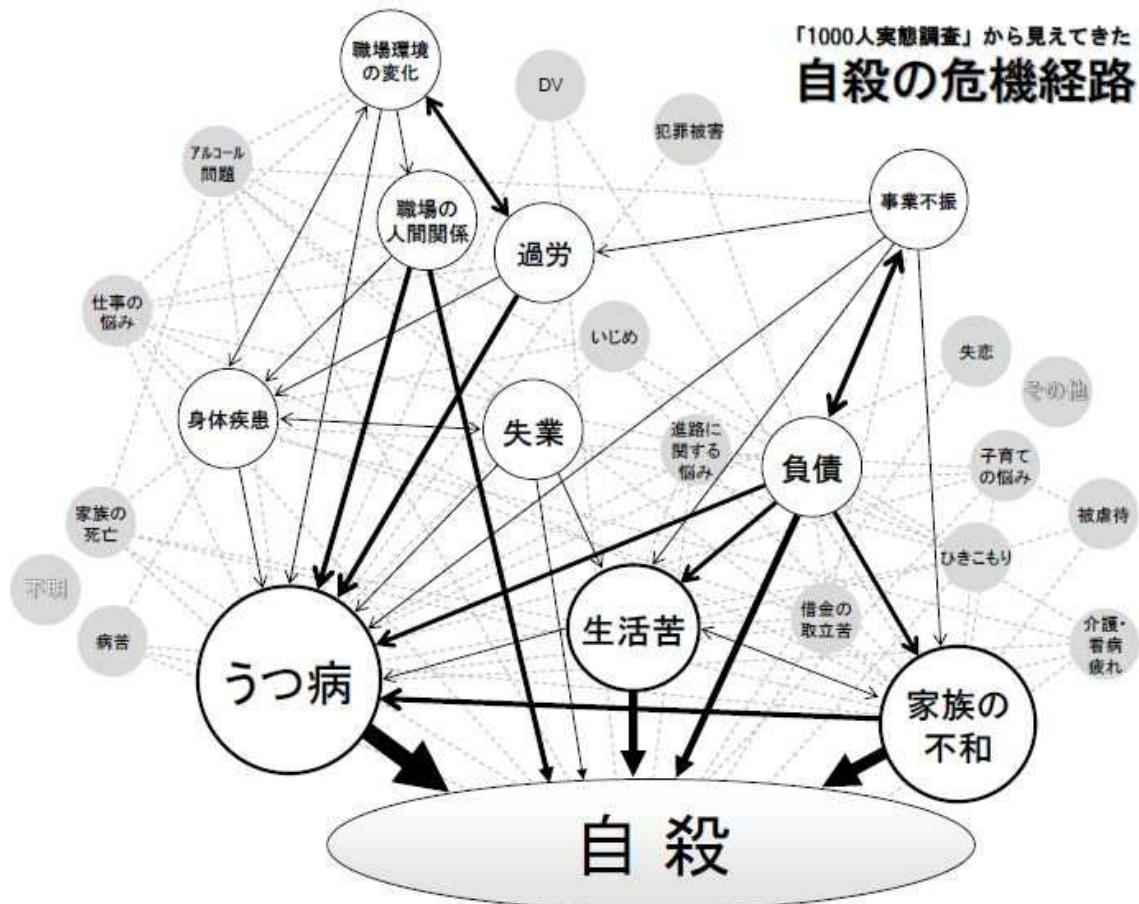 「1000人実態調査」から見えてきた
自殺の危機経路
職場環境
の変化
DV
犯罪被害
アルコール
問題
職場の
人間関係
過労
事業不振
仕事の
悩み
いじめ
失恋
その他
身体疾患
失業
進路に
関する
悩み
負債
子育て
の悩み
家族の
死亡
被虐待
ひきこもり
不明
病苦
うつ病
生活苦
借金の
取立苦
介護・
看病
疲れ
家族の
不和
自殺